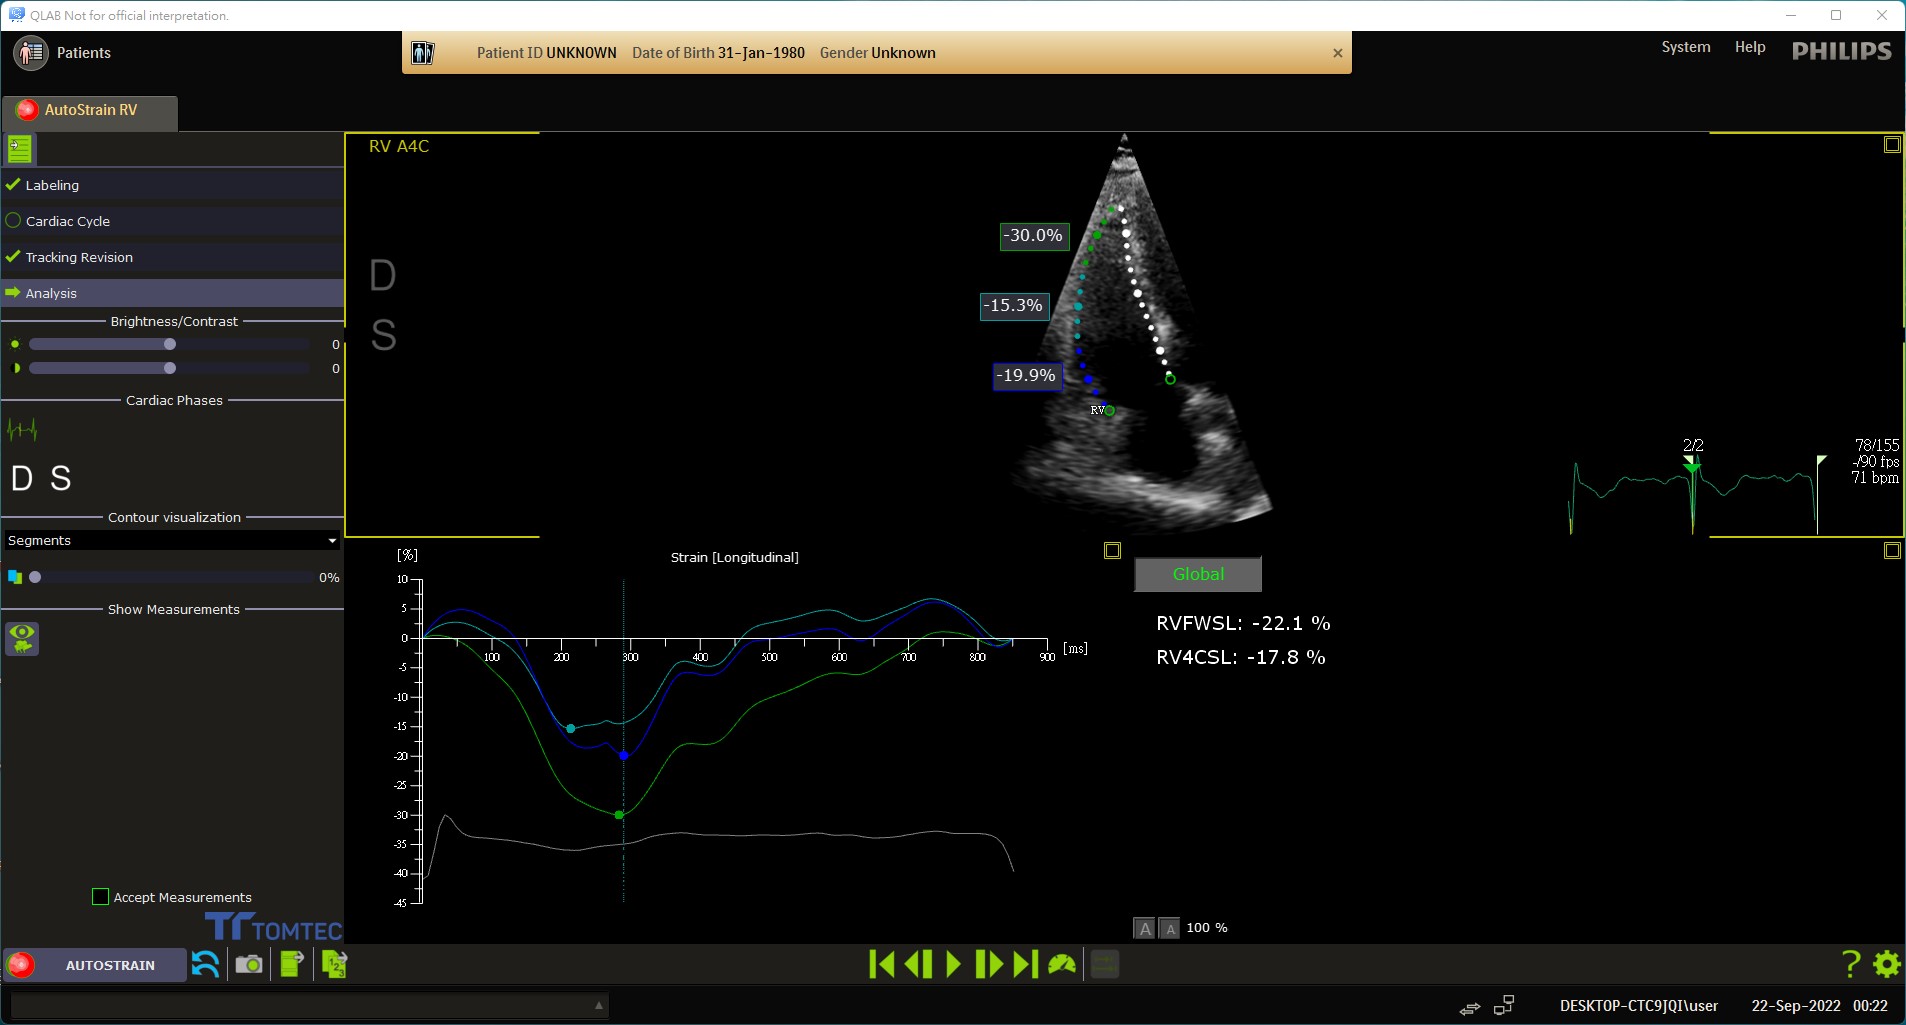 QLAB Not for official interpretation.
Patients
Patient ID UNKNOWN Date of Birth 31-Jan-1980 Gender Unknown
System Help PHILIPS
AutoStrain RV
Labeling
Cardiac Cycle
Tracking Revision
Analysis
Brightness/Contrast
0
0
Cardiac Phases
D S
Contour visualization
Segments
0%
Show Measurements
Accept Measurements
TOMTEC
RV A4C
D
S
-30.0%
-15.3%
-19.9%
RV
2/2
78/155
-/90 fps
71 bpm
Strain [Longitudinal]
[%]
10
5
0
-5
-10
-15
-20
-25
-30
-35
-40
-45
100 200 300 400 500 600 700 800 900 [ms]
Global
RVFWSL: -22.1 %
RV4CSL: -17.8 %
A A 100 %
AUTOSTRAIN
1 2 3
?
DESKTOP-CTC9JQI\user 22-Sep-2022 00:22